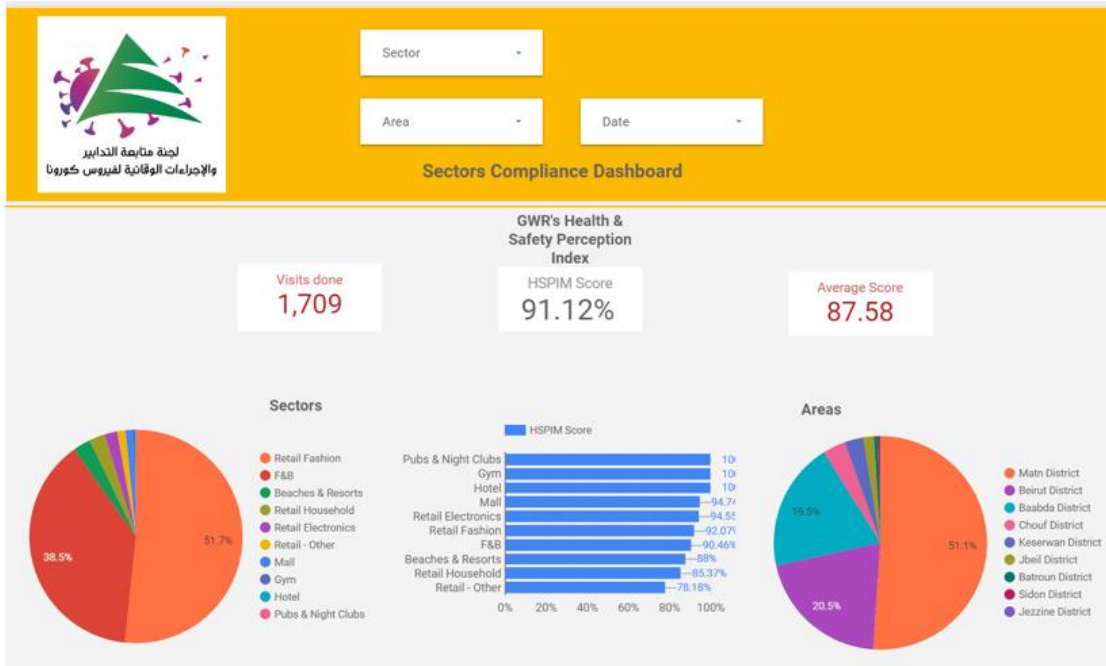 لجنة متابعة التدابير
والإجراءات الوقائية لفيروس كورونا
Sector
Area
Date
Sectors Compliance Dashboard
GWR's Health &
Safety Perception
Index
Visits done
1,709
HSPIM Score
91.12%
Average Score
87.58
Sectors
51.7%
38.5%
Retail Fashion
F&B
Beaches & Resorts
Retail Household
Retail Electronics
Retail - Other
Mall
Gym
Hotel
Pubs & Night Clubs
HSPIM Score
Pubs & Night Clubs
Gym
Hotel
Mall
Retail Electronics
Retail Fashion
F&B
Beaches & Resorts
Retail Household
Retail - Other
94.55
92.07
90.46%
88%
85.37%
78.18%
0% 20% 40% 60% 80% 100%
Areas
51.1%
20.5%
19.5%
Matn District
Beirut District
Baabda District
Chouf District
Keserwan District
Jbeil District
Batroun District
Sidon District
Jezzine District